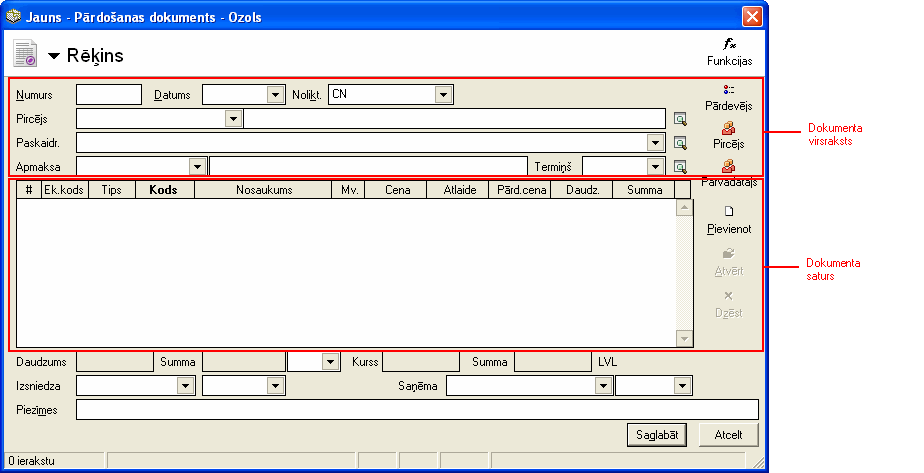 Jauns - Pārdošanas dokuments - Ozols
Rēķins
Funkcijas
Numurs Datums Nolikt. CN
Pārdevējs
Pircējs
Pircējs
Paskaidr.
Apmaksa Termiņš
Pārvadātājs
Dokumenta
virsraksts
# Ek.kods Tips Kods Nosaukums Mv. Cena Atlaide Pārd.cena Daudz. Summa
Pievienot
Atvērt
Dzēst
Dokumenta
saturs
Daudzums Summa Kurss Summa LVL
Izsniedza Saņēma
Piezīmes
Saglabāt Atcelt
0 ierakstu